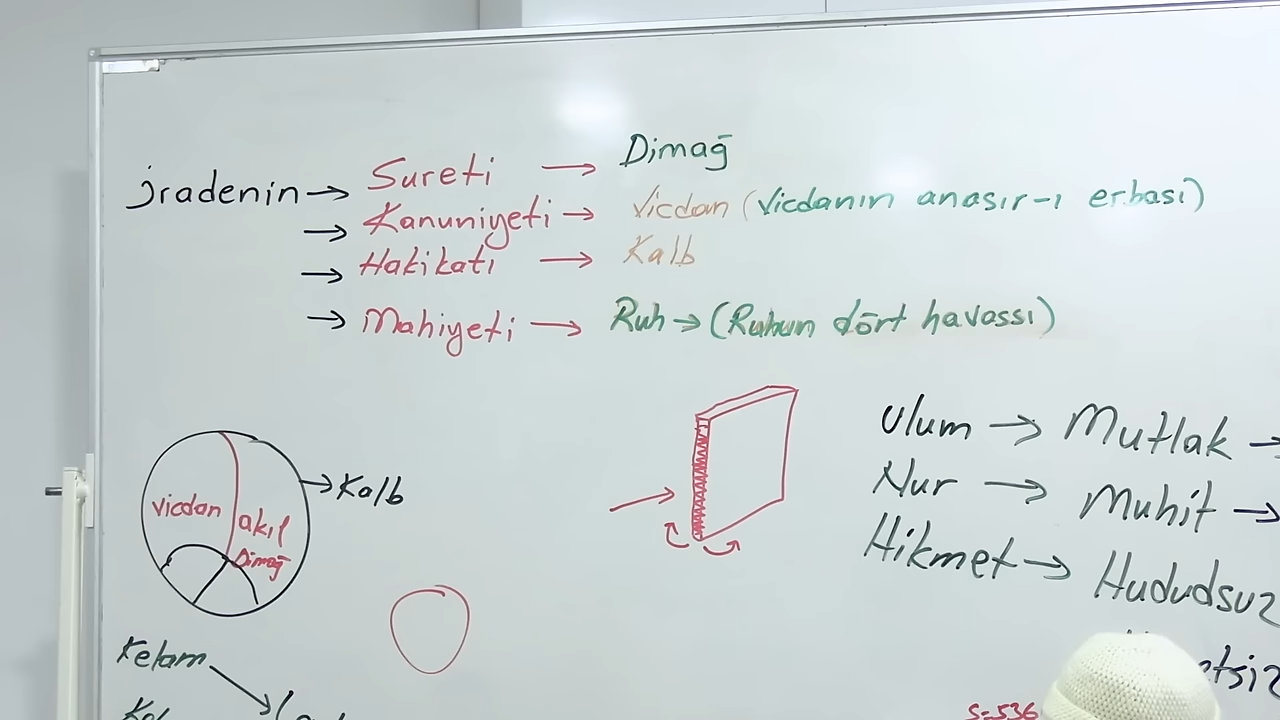 İradenin → Sureti → Dimağ
→ Kanuniyeti → Vicdan (Vicdanın anasır-ı erbası)
→ Hakikatı → Kalb
→ Mahiyeti → Ruh → (Ruhun dört havassı)
Ulum → Mutlak →
Nur → Muhit →
Hikmet → Hududsuz
vicdan
akıl
Dimağ
→ Kalb
Kelam
S=536